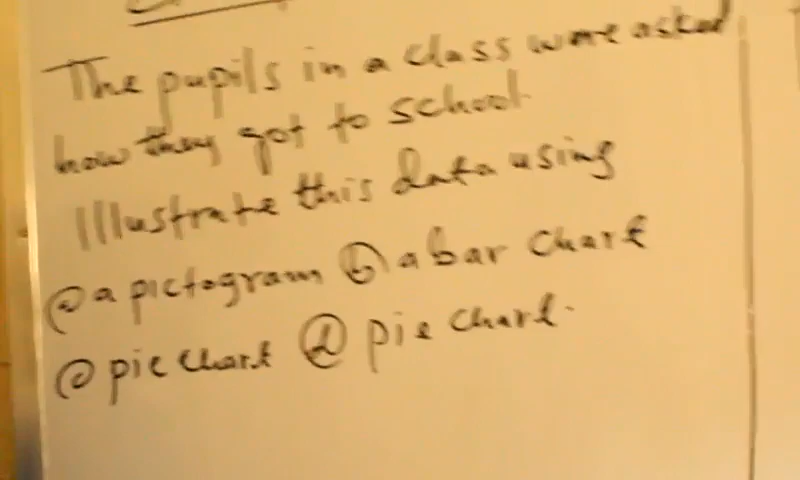 The pupils in a class were asked
how they got to school.
Illustrate this data using
ⓐ a pictogram ⓑ a bar chart
ⓒ pie chart ⓓ pie chart.